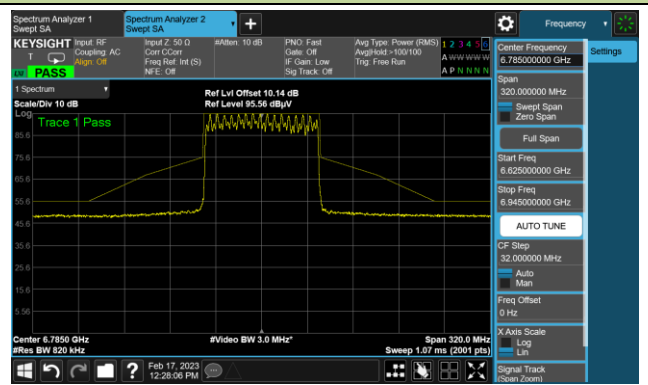 Spectrum Analyzer 1
Swept SA
Spectrum Analyzer 2
Swept SA
Frequency
KEYSIGHT
Input: RF
Coupling: AC
Align: Off
Input Z: 50 Ω
Corr CCorr
Freq Ref: Int (S)
NFE: Off
#Atten: 10 dB
PNO: Fast
Gate: Off
IF Gain: Low
Sig Track: Off
Avg Type: Power (RMS)
Avg|Hold:>100/100
Trig: Free Run
1 2 3 4 5 6
A W W W W W
A P N N N N
T
LXI PASS
1 Spectrum
Scale/Div 10 dB
Ref Lvl Offset 10.14 dB
Ref Level 95.56 dBµV
Log
Trace 1 Pass
85.6
75.6
65.6
55.6
45.6
35.6
25.6
15.6
5.56
Center 6.7850 GHz
#Res BW 820 kHz
#Video BW 3.0 MHz*
Span 320.0 MHz
Sweep 1.07 ms (2001 pts)
Center Frequency
6.785000000 GHz
Settings
Span
320.000000 MHz
Swept Span
Zero Span
Full Span
Start Freq
6.625000000 GHz
Stop Freq
6.945000000 GHz
AUTO TUNE
CF Step
32.000000 MHz
Auto
Man
Freq Offset
0 Hz
X Axis Scale
Log
Lin
Signal Track
(Span Zoom)
Feb 17, 2023
12:28:06 PM